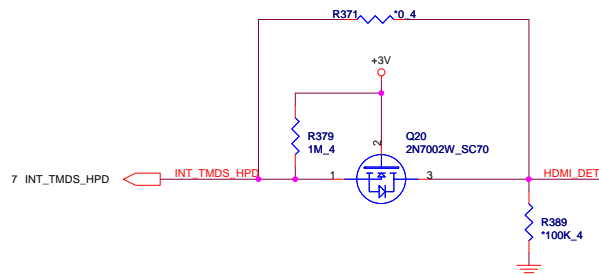 R371 *0_4
+3V
R379
1M_4
2
Q20
2N7002W_SC70
7 INT_TMDS_HPD
INT_TMDS_HPD
1
3
HDMI_DET
R389
*100K_4